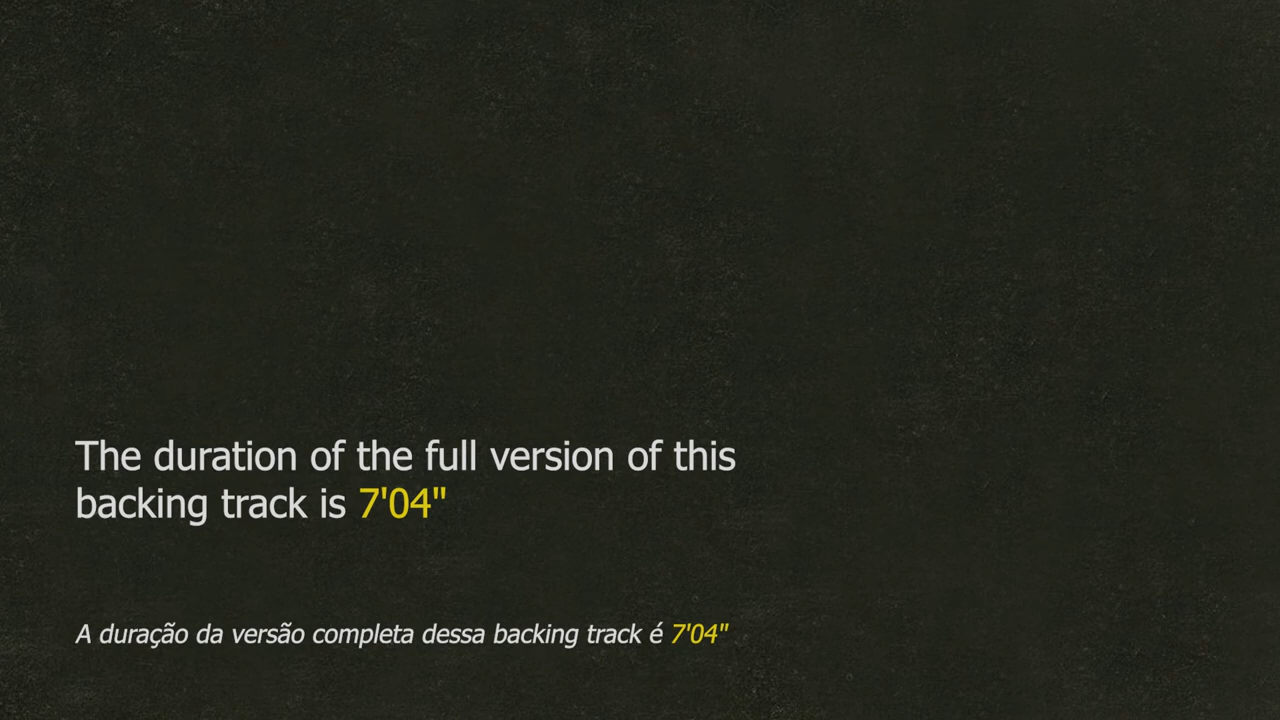 The duration of the full version of this
backing track is 7'04"
A duração da versão completa dessa backing track é 7'04"